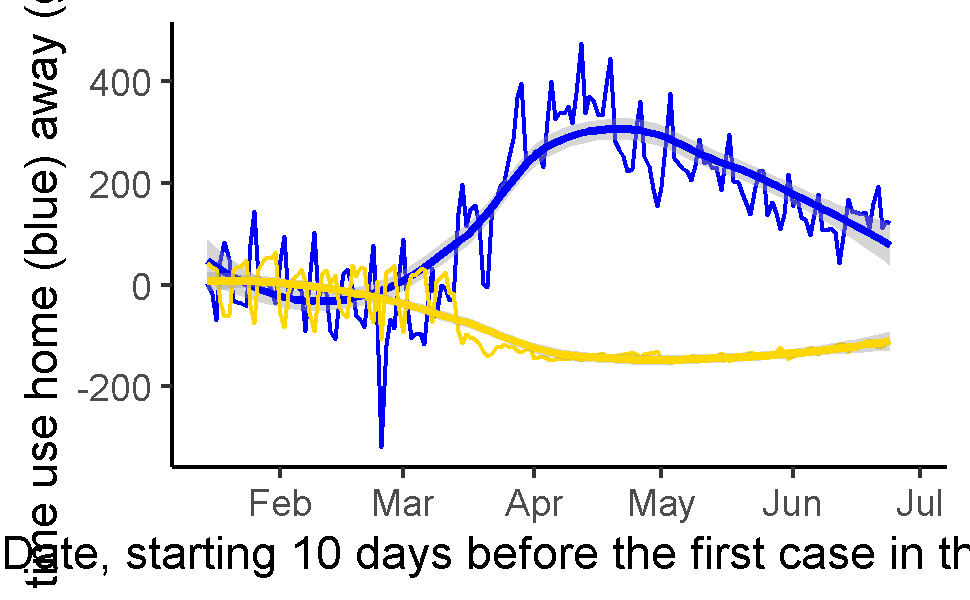 time use home (blue) away (
400
200
0
-200
Feb Mar Apr May Jun Jul
Date, starting 10 days before the first case in th